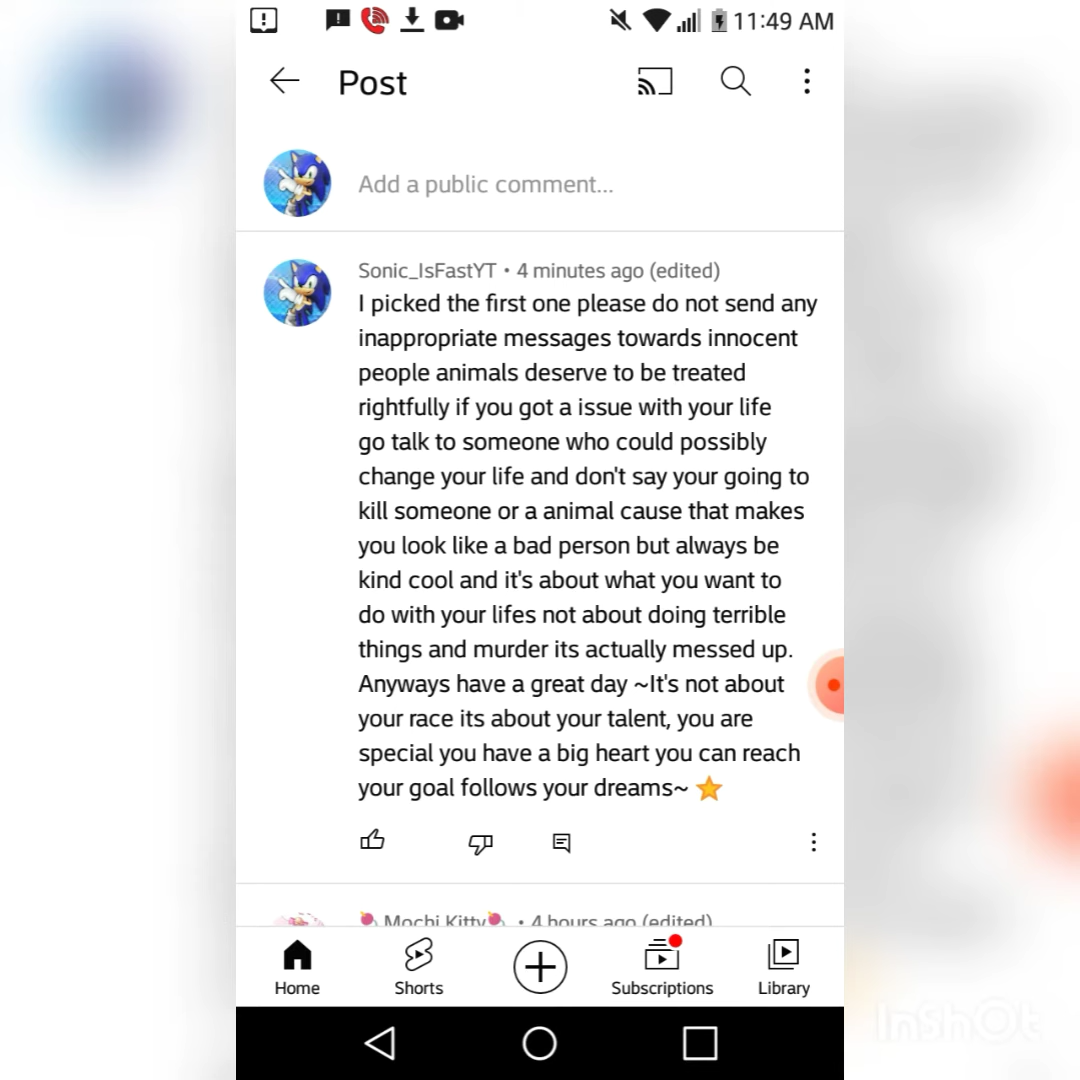 11:49 AM
Post
Add a public comment...
Sonic_IsFastYT • 4 minutes ago (edited)
I picked the first one please do not send any
inappropriate messages towards innocent
people animals deserve to be treated
rightfully if you got a issue with your life
go talk to someone who could possibly
change your life and don't say your going to
kill someone or a animal cause that makes
you look like a bad person but always be
kind cool and it's about what you want to
do with your lifes not about doing terrible
things and murder its actually messed up.
Anyways have a great day ~It's not about
your race its about your talent, you are
special you have a big heart you can reach
your goal follows your dreams~ ⭐
Mochi Kitty • 4 hours ago (edited)
Home Shorts Subscriptions Library
InShOt